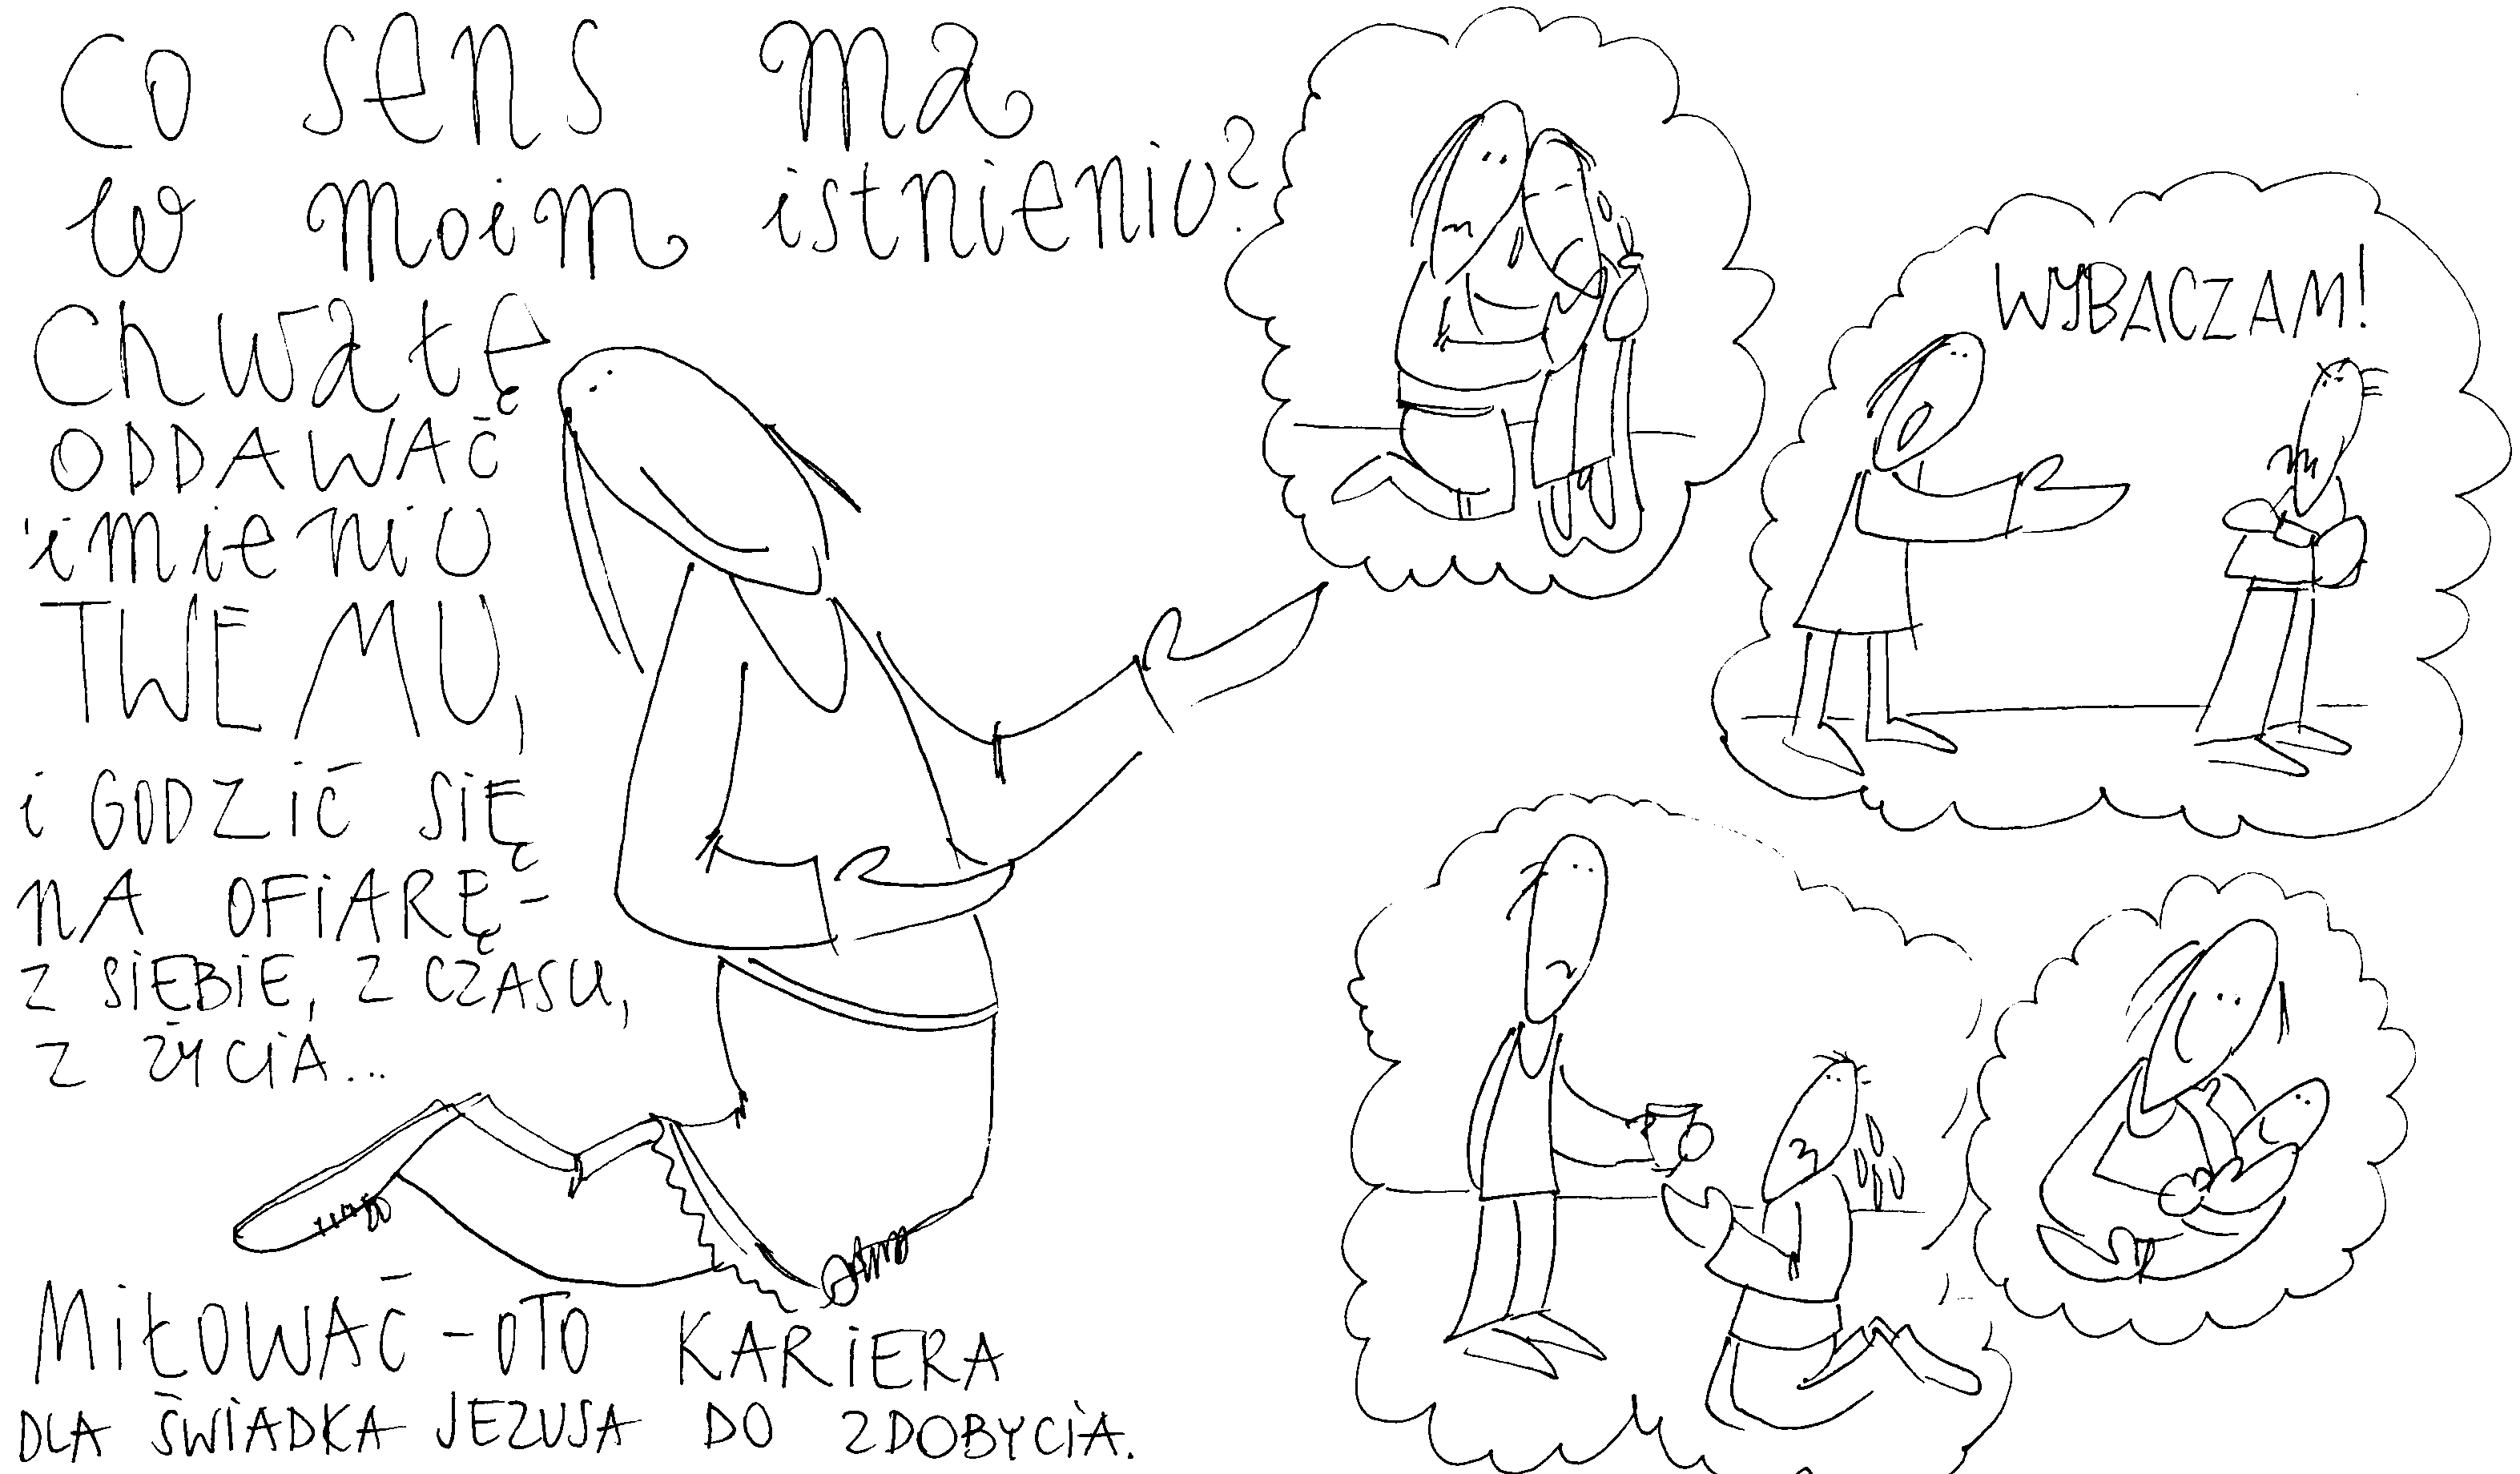 Co sens ma
w moim istnieniu?
Chwałę
ODDAWAĆ
imieniu
TWEMU,
i GODZIĆ SIĘ
NA OFIARĘ-
Z SIEBIE, Z CZASU,
Z ŻYCIA...
MIŁOWAĆ - OTO KARIERA
DLA ŚWIADKA JEZUSA DO ZDOBYCIA.
WYBACZAM!